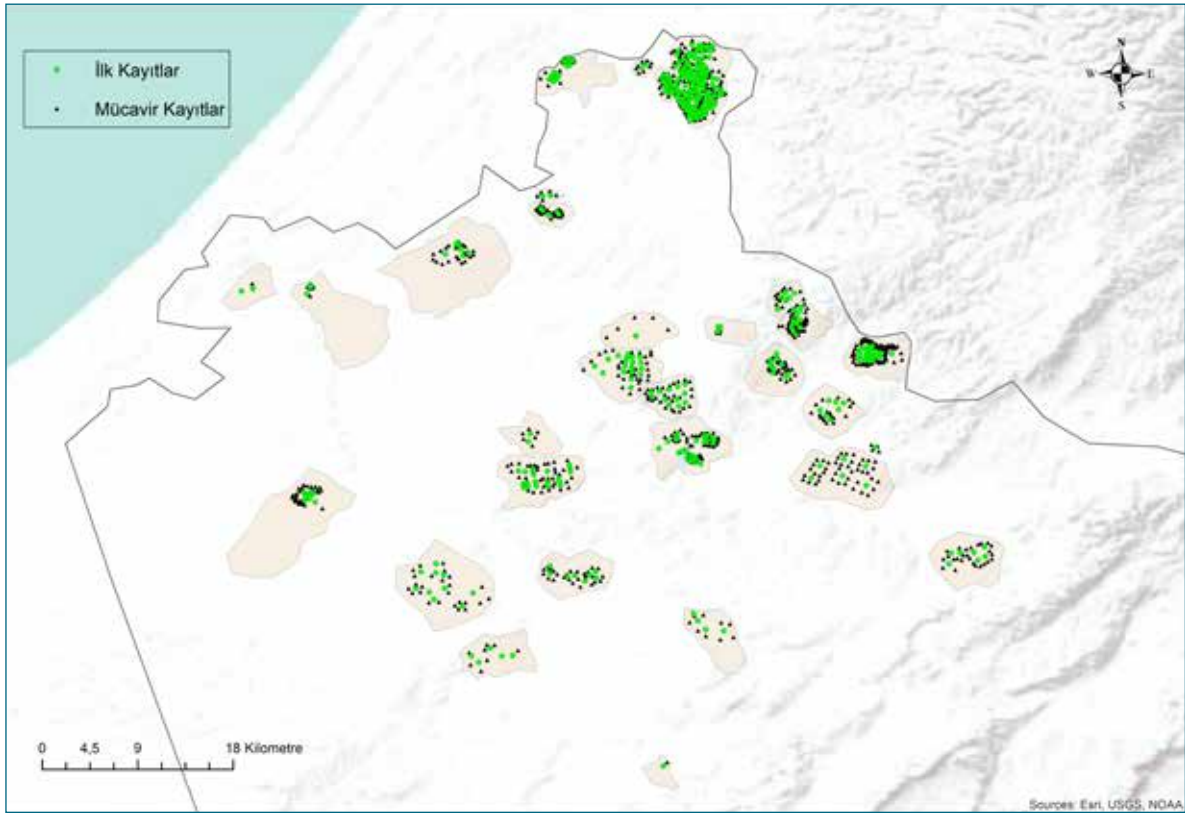 İlk Kayıtlar
Mücavir Kayıtlar
N
W E
S
0 4,5 9 18 Kilometre
Sources: Esri, USGS, NOAA